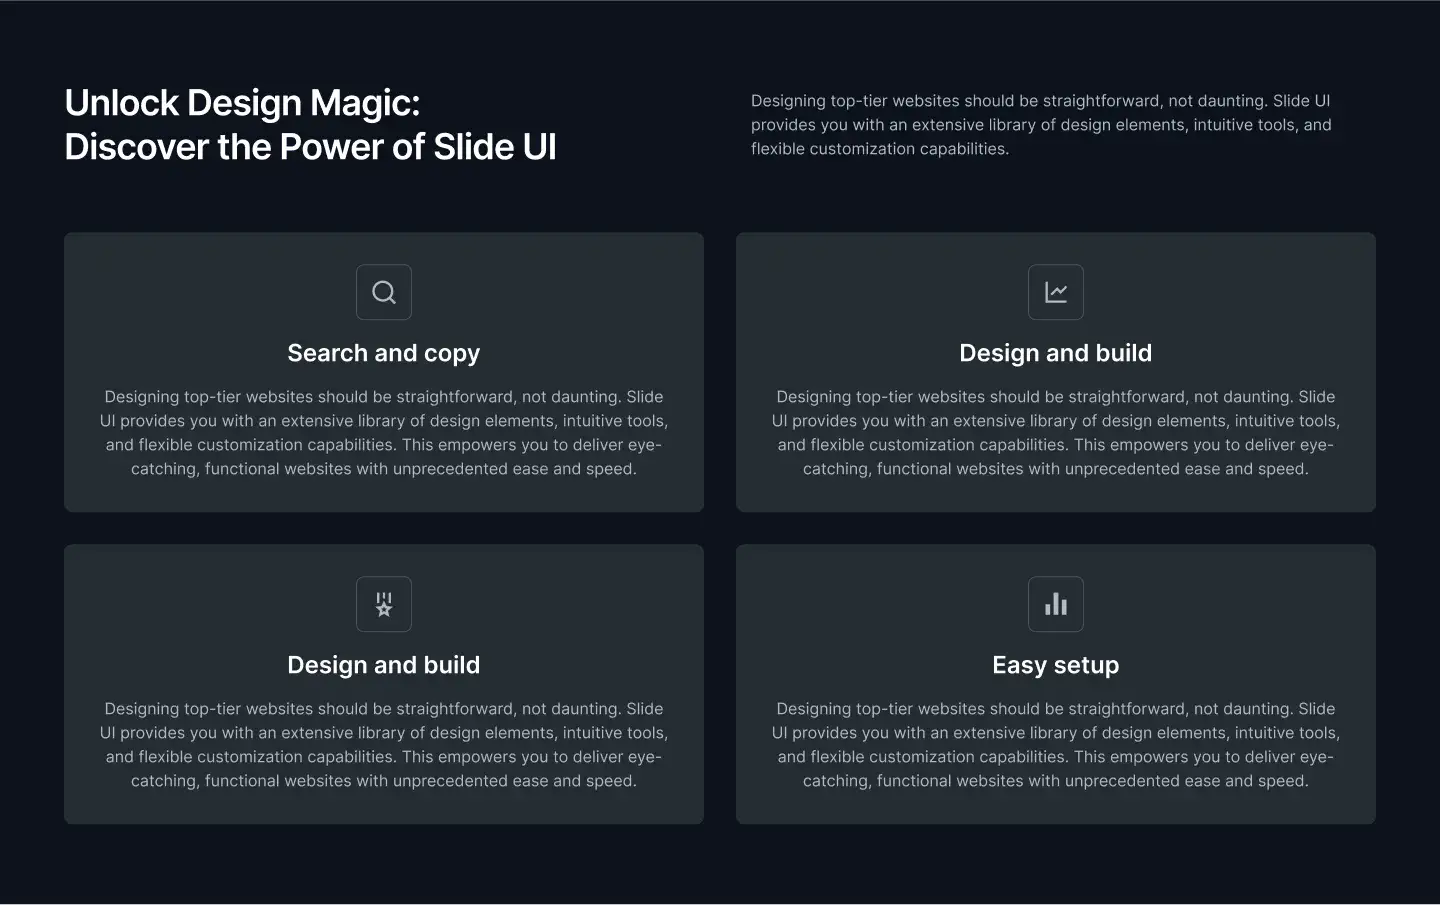 Unlock Design Magic:
Discover the Power of Slide UI
Designing top-tier websites should be straightforward, not daunting. Slide UI
provides you with an extensive library of design elements, intuitive tools, and
flexible customization capabilities.
Search and copy
Designing top-tier websites should be straightforward, not daunting. Slide
UI provides you with an extensive library of design elements, intuitive tools,
and flexible customization capabilities. This empowers you to deliver eye-
catching, functional websites with unprecedented ease and speed.
Design and build
Designing top-tier websites should be straightforward, not daunting. Slide
UI provides you with an extensive library of design elements, intuitive tools,
and flexible customization capabilities. This empowers you to deliver eye-
catching, functional websites with unprecedented ease and speed.
Design and build
Designing top-tier websites should be straightforward, not daunting. Slide
UI provides you with an extensive library of design elements, intuitive tools,
and flexible customization capabilities. This empowers you to deliver eye-
catching, functional websites with unprecedented ease and speed.
Easy setup
Designing top-tier websites should be straightforward, not daunting. Slide
UI provides you with an extensive library of design elements, intuitive tools,
and flexible customization capabilities. This empowers you to deliver eye-
catching, functional websites with unprecedented ease and speed.